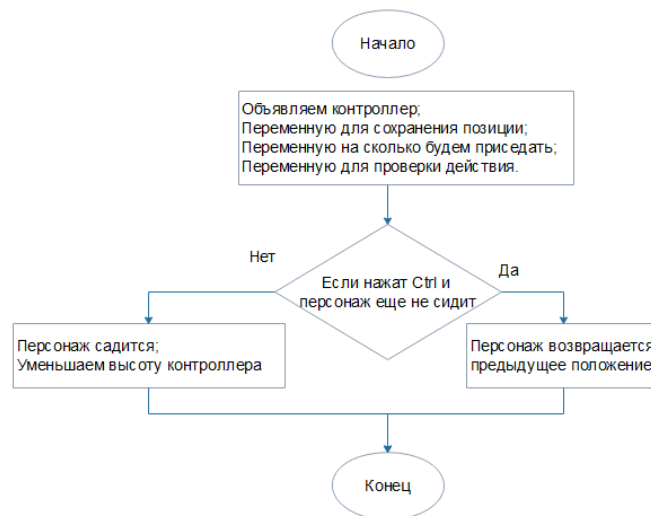 Начало
Объявляем контроллер;
Переменную для сохранения позиции;
Переменную на сколько будем приседать;
Переменную для проверки действия.
Нет
Да
Если нажат Ctrl и
персонаж еще не сидит
Персонаж садится;
Уменьшаем высоту контроллера
Персонаж возвращается
предыдущее положение
Конец